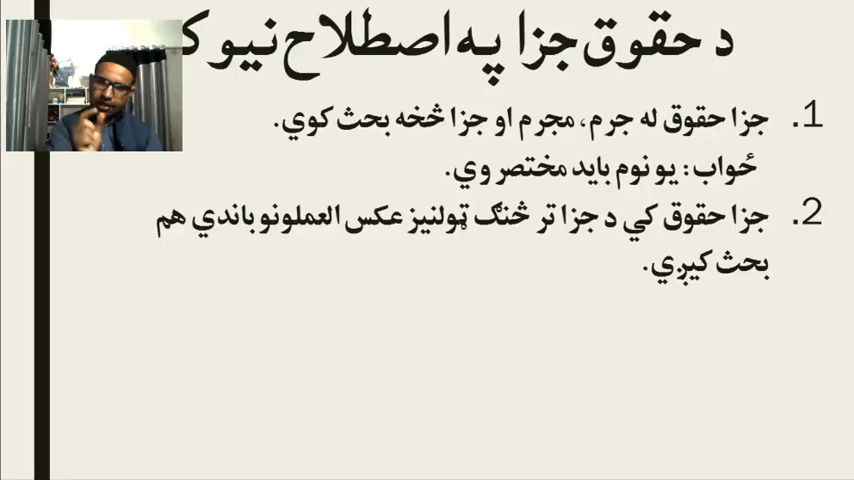 د حقوق جزا په اصطلاح نيو ک
1. جزا حقوق له جرم، مجرم او جزا څخه بحث کوي.
ځواب: يو نوم بايد مختصر وي.
2. جزا حقوق کي د جزا تر څنګ ټولنيز عکس العملونو باندي هم
بحث کيږي.